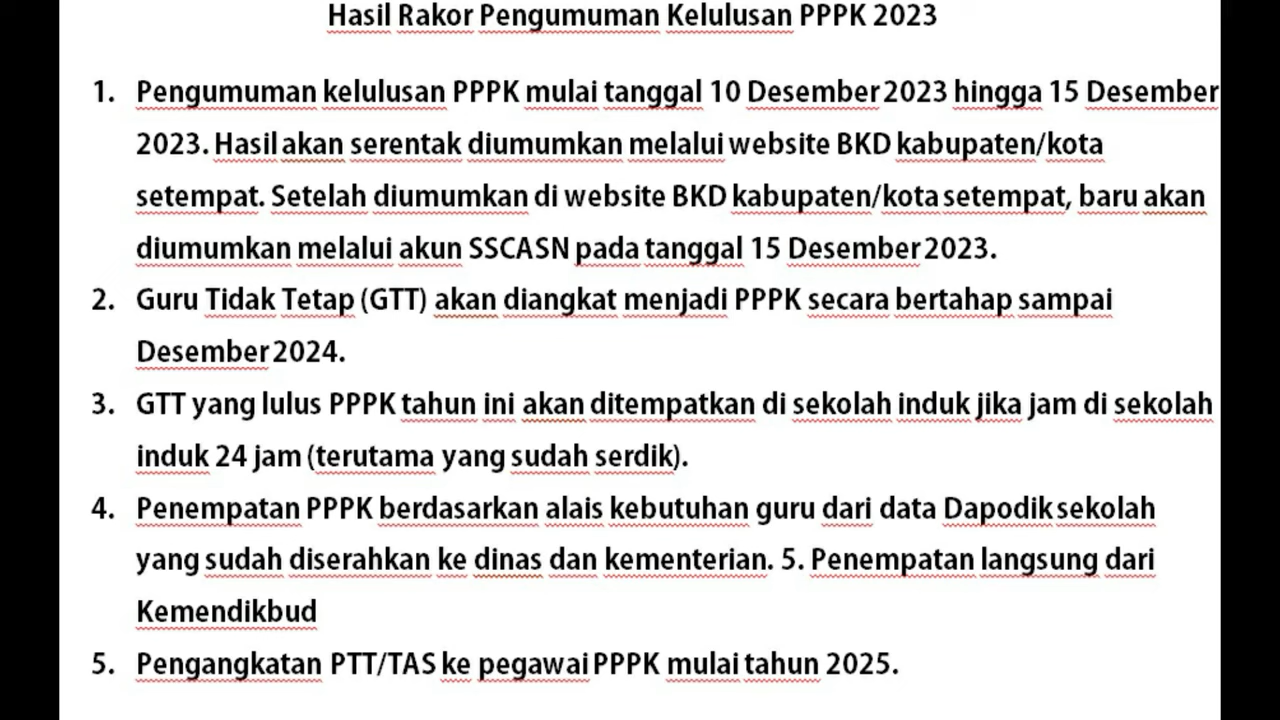 Hasil Rakor Pengumuman Kelulusan PPPK 2023
1. Pengumuman kelulusan PPPK mulai tanggal 10 Desember 2023 hingga 15 Desember
2023. Hasil akan serentak diumumkan melalui website BKD kabupaten/kota
setempat. Setelah diumumkan di website BKD kabupaten/kota setempat, baru akan
diumumkan melalui akun SSCASN pada tanggal 15 Desember 2023.
2. Guru Tidak Tetap (GTT) akan diangkat menjadi PPPK secara bertahap sampai
Desember 2024.
3. GTT yang lulus PPPK tahun ini akan ditempatkan di sekolah induk jika jam di sekolah
induk 24 jam (terutama yang sudah serdik).
4. Penempatan PPPK berdasarkan alais kebutuhan guru dari data Dapodik sekolah
yang sudah diserahkan ke dinas dan kementerian. 5. Penempatan langsung dari
Kemendikbud
5. Pengangkatan PTT/TAS ke pegawai PPPK mulai tahun 2025.